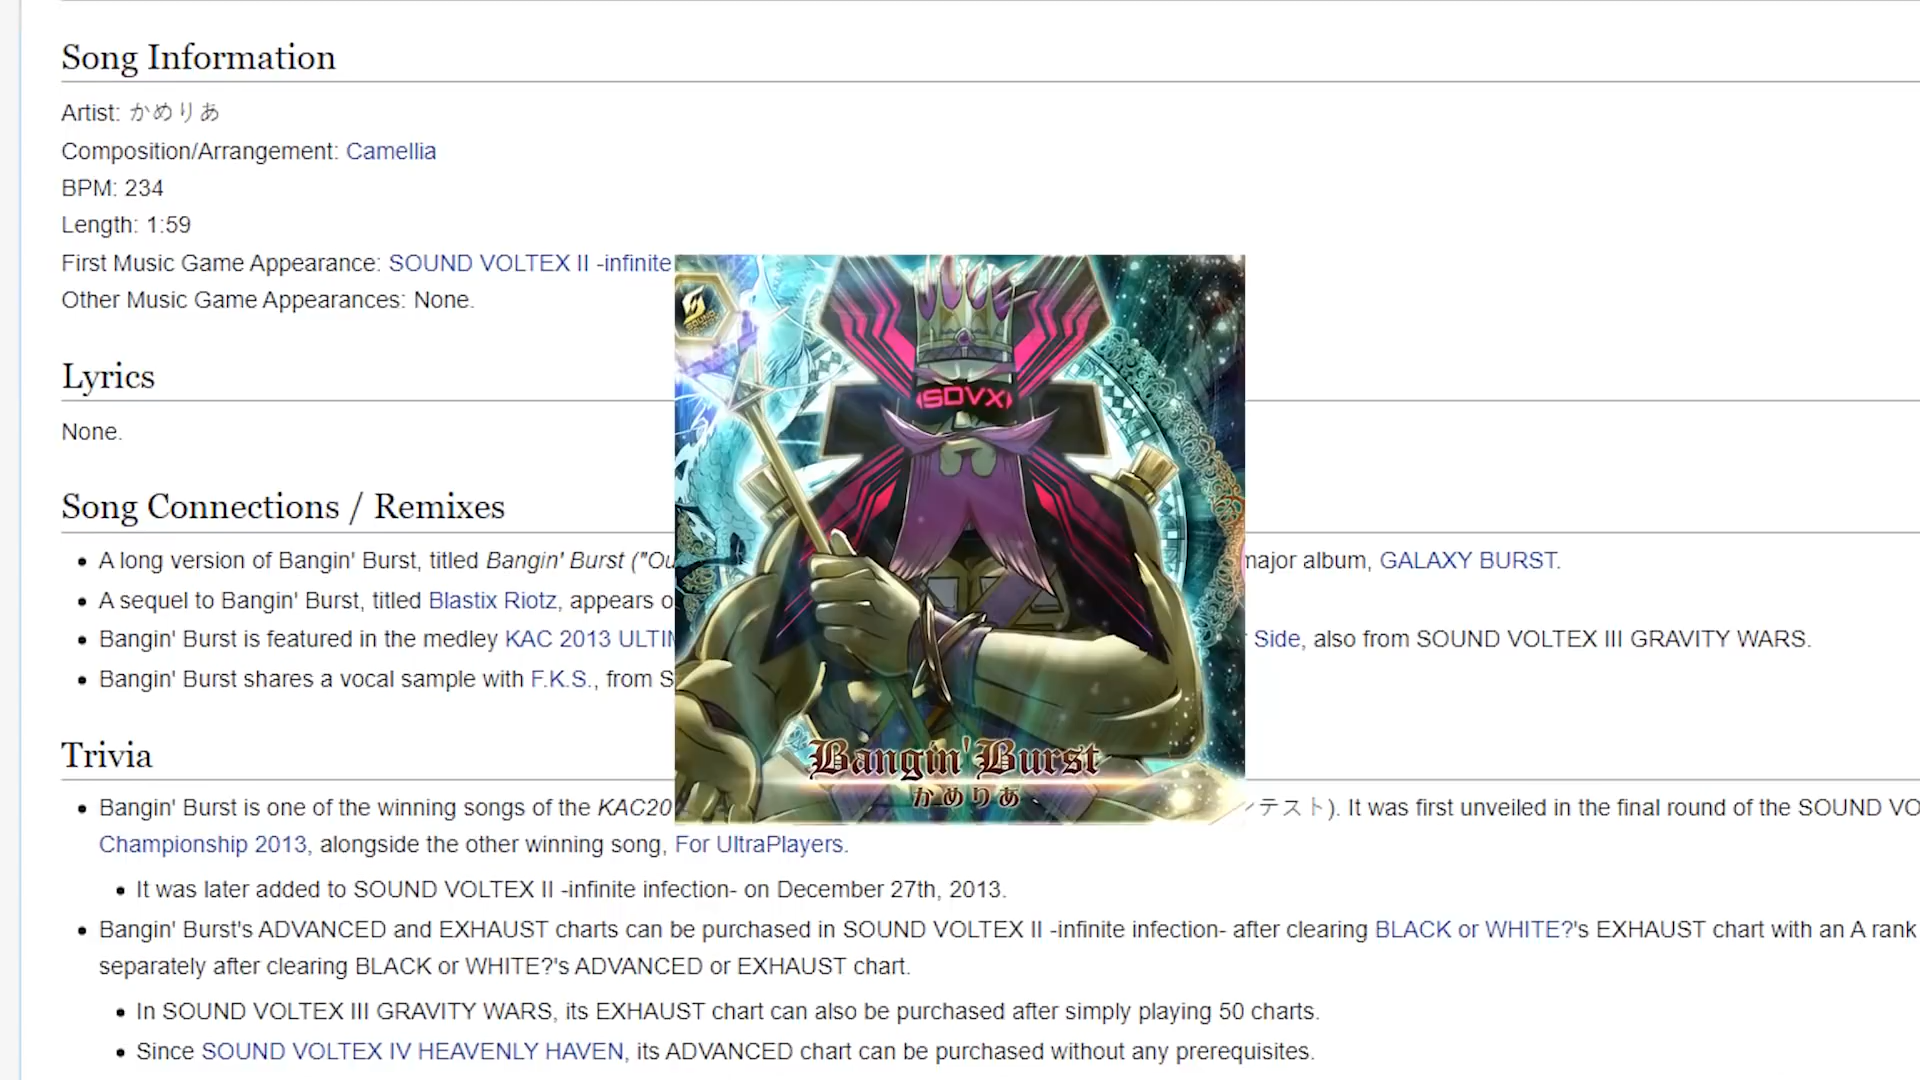 Song Information
Artist: かめりあ
Composition/Arrangement: Camellia
BPM: 234
Length: 1:59
First Music Game Appearance: SOUND VOLTEX II -infinite
Other Music Game Appearances: None.
Lyrics
None.
Song Connections / Remixes
A long version of Bangin' Burst, titled Bangin' Burst ("Ou major album, GALAXY BURST.
A sequel to Bangin' Burst, titled Blastix Riotz, appears o
Bangin' Burst is featured in the medley KAC 2013 ULTIM Side, also from SOUND VOLTEX III GRAVITY WARS.
Bangin' Burst shares a vocal sample with F.K.S., from S
SDVX
Bangin' Burst
かめりあ
Trivia
Bangin' Burst is one of the winning songs of the KAC20 ンテスト). It was first unveiled in the final round of the SOUND VO
Championship 2013, alongside the other winning song, For UltraPlayers.
It was later added to SOUND VOLTEX II -infinite infection- on December 27th, 2013.
Bangin' Burst's ADVANCED and EXHAUST charts can be purchased in SOUND VOLTEX II -infinite infection- after clearing BLACK or WHITE?'s EXHAUST chart with an A rank
separately after clearing BLACK or WHITE?'s ADVANCED or EXHAUST chart.
In SOUND VOLTEX III GRAVITY WARS, its EXHAUST chart can also be purchased after simply playing 50 charts.
Since SOUND VOLTEX IV HEAVENLY HAVEN, its ADVANCED chart can be purchased without any prerequisites.